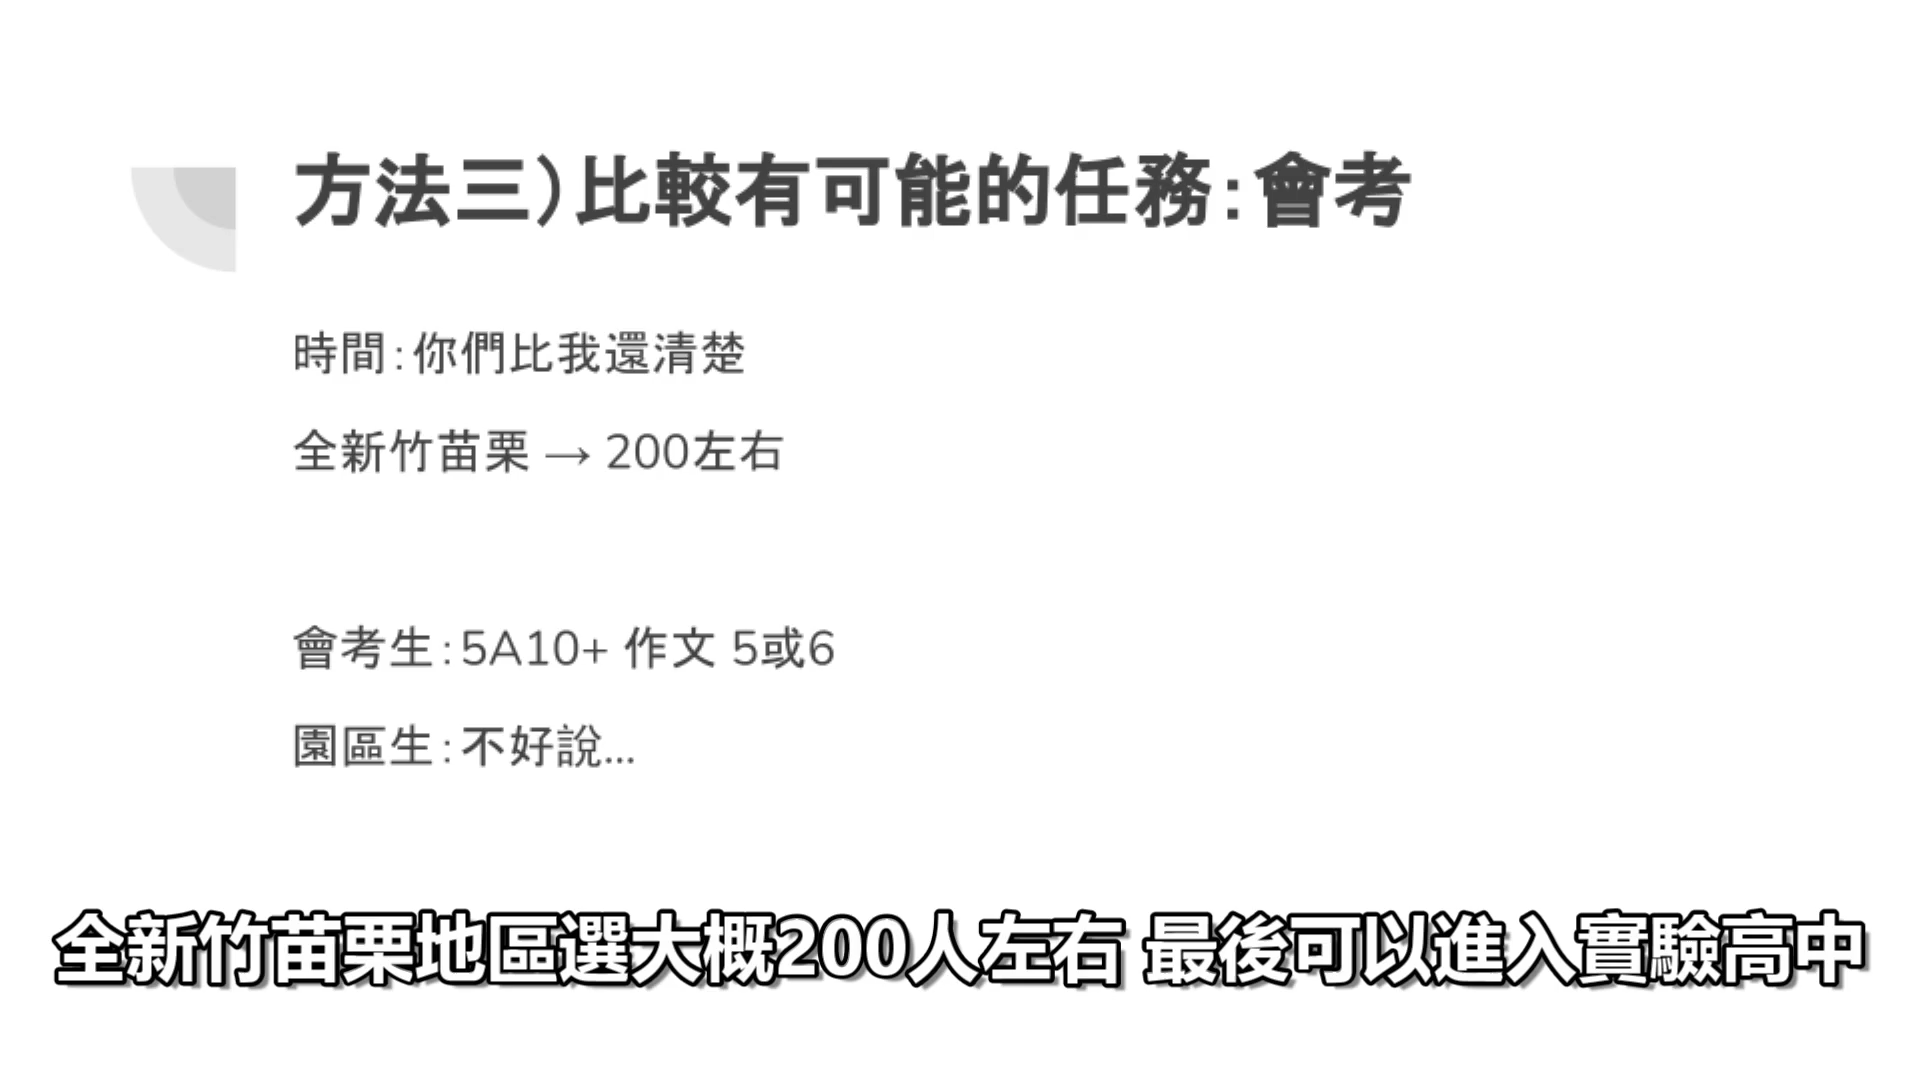 方法三）比較有可能的任務：會考
時間：你們比我還清楚
全新竹苗栗 → 200左右
會考生：5A10+ 作文 5或6
園區生：不好說...
全新竹苗栗地區選大概200人左右 最後可以進入實驗高中